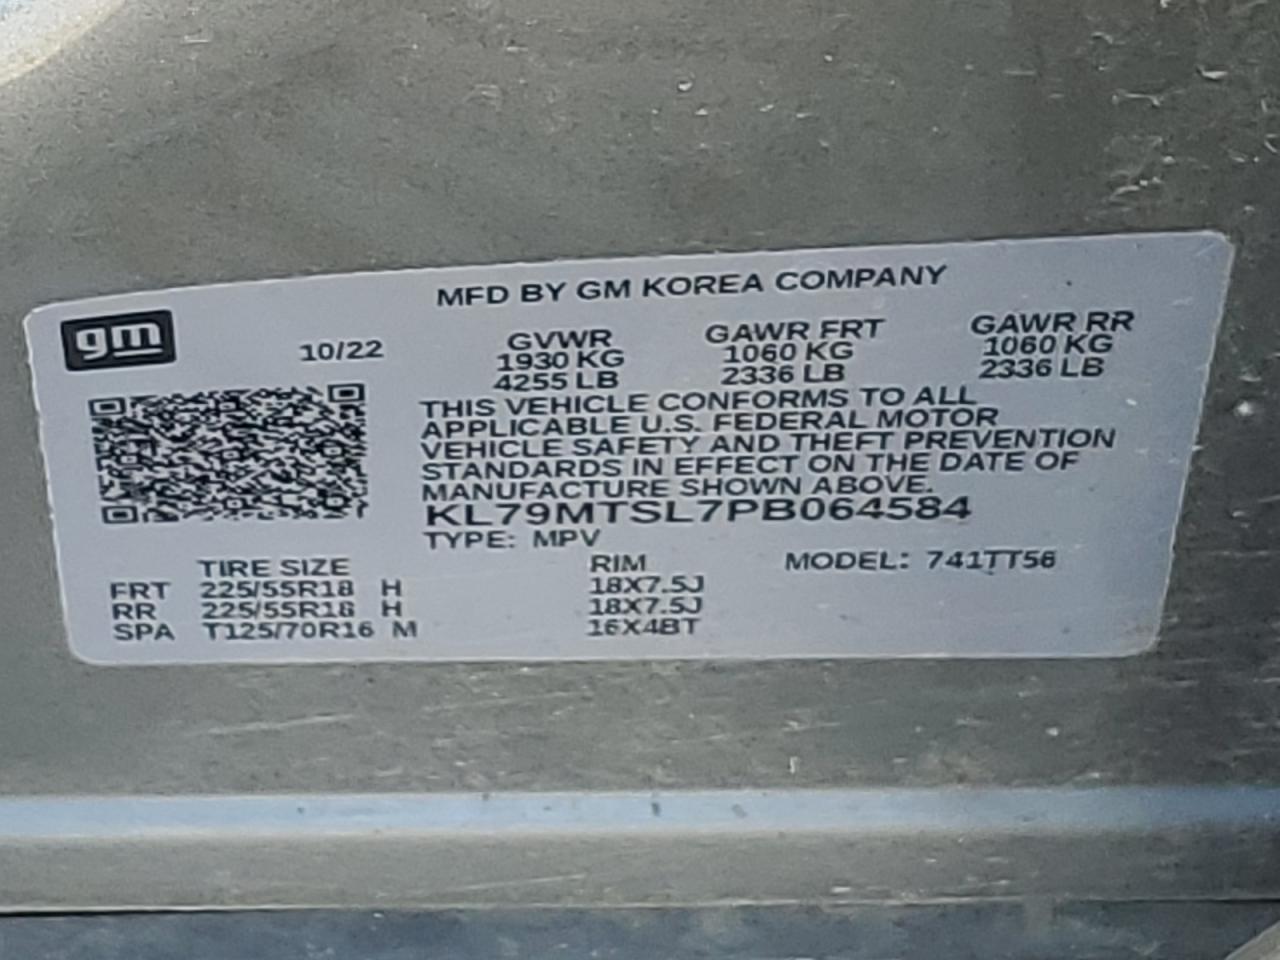 MFD BY GM KOREA COMPANY
gm
10/22
GVWR
1930 KG
4255 LB
GAWR FRT
1060 KG
2336 LB
GAWR RR
1060 KG
2336 LB
THIS VEHICLE CONFORMS TO ALL
APPLICABLE U.S. FEDERAL MOTOR
VEHICLE SAFETY AND THEFT PREVENTION
STANDARDS IN EFFECT ON THE DATE OF
MANUFACTURE SHOWN ABOVE.
KL79MTSL7PB064584
TYPE: MPV
MODEL: 741TT56
TIRE SIZE RIM
FRT 225/55R18 H 18X7.5J
RR 225/55R18 H 18X7.5J
SPA T125/70R16 M 16X4BT